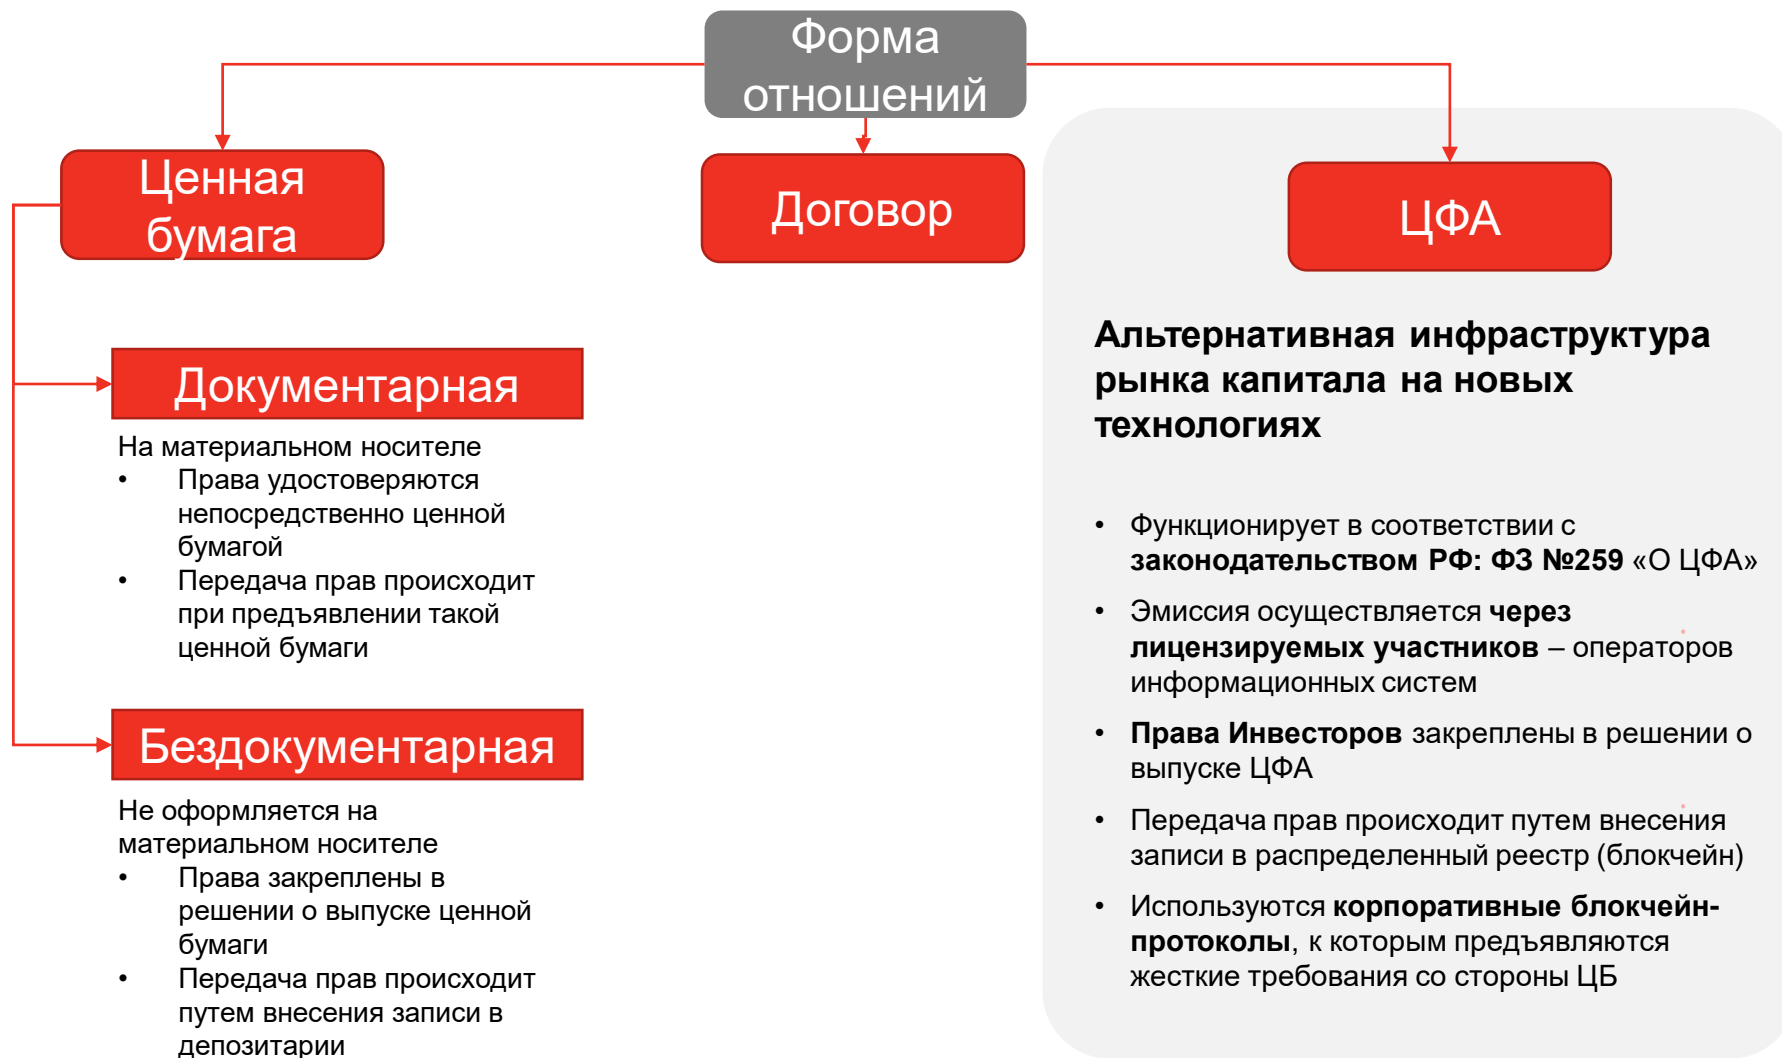 Форма
отношений
Ценная
бумага
Договор
ЦФА
Документарная
На материальном носителе
• Права удостоверяются
непосредственно ценной
бумагой
• Передача прав происходит
при предъявлении такой
ценной бумаги
Бездокументарная
Не оформляется на
материальном носителе
• Права закреплены в
решении о выпуске ценной
бумаги
• Передача прав происходит
путем внесения записи в
депозитарии
Альтернативная инфраструктура
рынка капитала на новых
технологиях
• Функционирует в соответствии с
законодательством РФ: ФЗ №259 «О ЦФА»
• Эмиссия осуществляется через
лицензируемых участников – операторов
информационных систем
• Права Инвесторов закреплены в решении о
выпуске ЦФА
• Передача прав происходит путем внесения
записи в распределенный реестр (блокчейн)
• Используются корпоративные блокчейн-
протоколы, к которым предъявляются
жесткие требования со стороны ЦБ